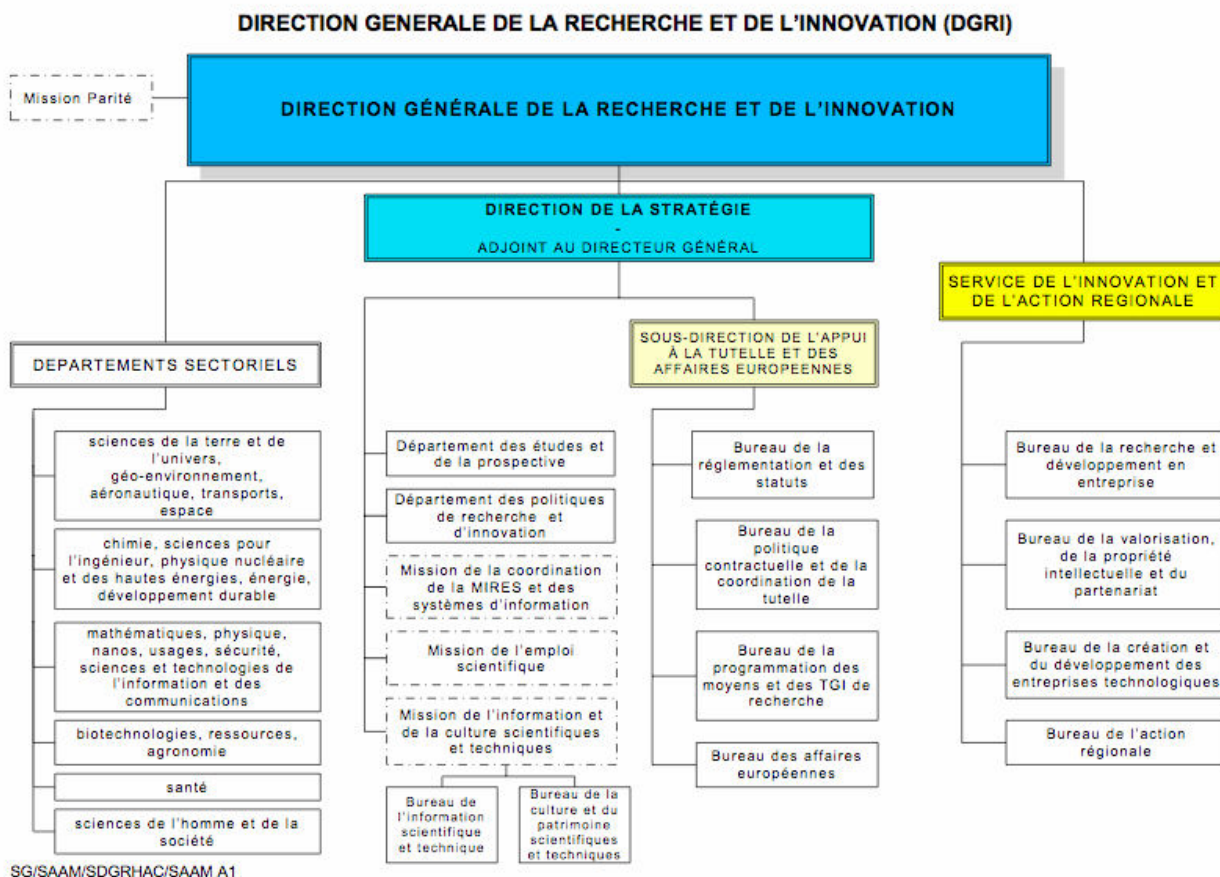 DIRECTION GENERALE DE LA RECHERCHE ET DE L'INNOVATION (DGRI)
Mission Parité
DIRECTION GÉNÉRALE DE LA RECHERCHE ET DE L'INNOVATION
DIRECTION DE LA STRATÉGIE
-
ADJOINT AU DIRECTEUR GÉNÉRAL
SERVICE DE L'INNOVATION ET
DE L'ACTION REGIONALE
DEPARTEMENTS SECTORIELS
SOUS-DIRECTION DE L'APPUI
À LA TUTELLE ET DES
AFFAIRES EUROPEENNES
sciences de la terre et de
l'univers,
géo-environnement,
aéronautique, transports,
espace
chimie, sciences pour
l'ingénieur, physique nucléaire
et des hautes énergies, énergie,
développement durable
mathématiques, physique,
nanos, usages, sécurité,
sciences et technologies de
l'information et des
communications
biotechnologies, ressources,
agronomie
santé
sciences de l'homme et de la
société
Département des études et
de la prospective
Département des politiques
de recherche et
d'innovation
Mission de la coordination
de la MIRES et des
systèmes d'information
Mission de l'emploi
scientifique
Mission de l'information et
de la culture scientifiques
et techniques
Bureau de
l'information
scientifique
et technique
Bureau de la
culture et du
patrimoine
scientifiques
et techniques
Bureau de la
réglementation et des
statuts
Bureau de la
politique
contractuelle et de la
coordination de la
tutelle
Bureau de la
programmation des
moyens et des TGI de
recherche
Bureau des affaires
européennes
Bureau de la recherche et
développement en
entreprise
Bureau de la valorisation,
de la propriété
intellectuelle et du
partenariat
Bureau de la création et
du développement des
entreprises technologiques
Bureau de l'action
régionale
SG/SAAM/SDGRHAC/SAAM A1